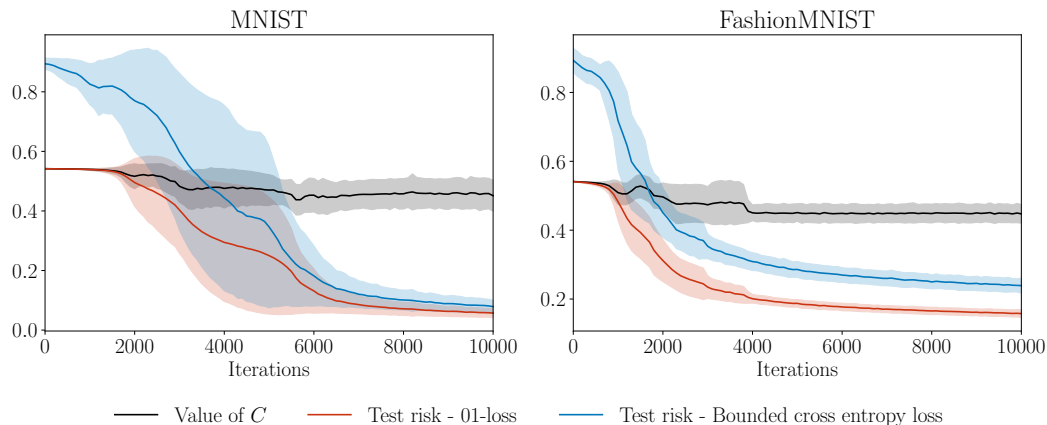 MNIST
0.8
0.6
0.4
0.2
0.0
0 2000 4000 6000 8000 10000
Iterations
FashionMNIST
0.8
0.6
0.4
0.2
0 2000 4000 6000 8000 10000
Iterations
Value of C
Test risk - 01-loss
Test risk - Bounded cross entropy loss